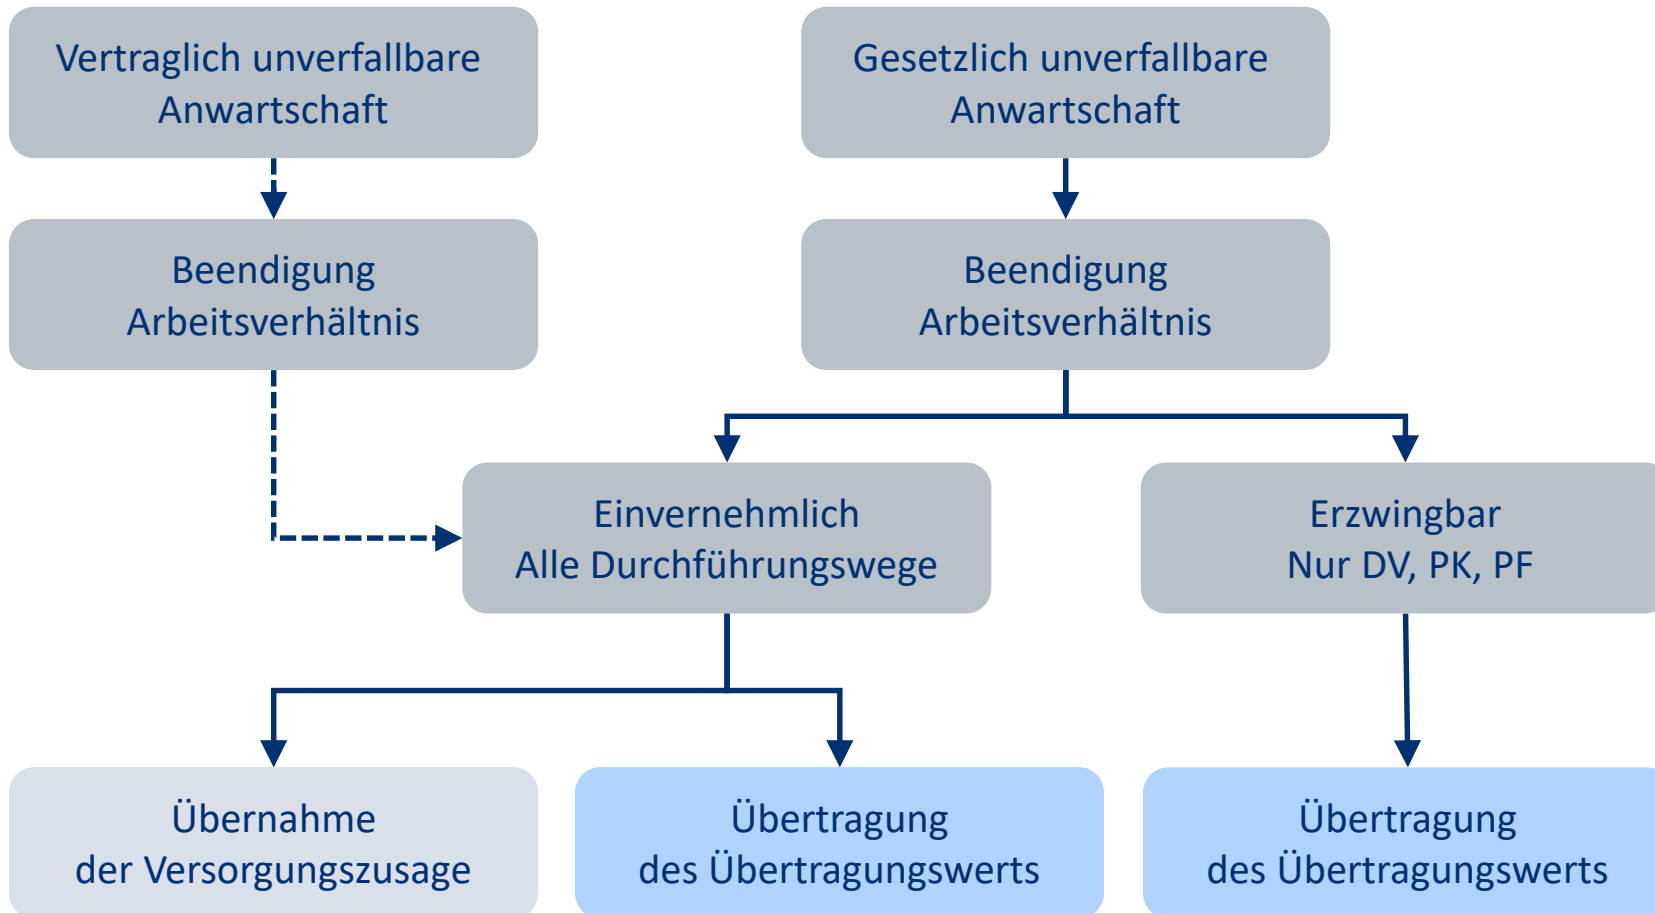 Vertraglich unverfallbare
Anwartschaft
Gesetzlich unverfallbare
Anwartschaft
Beendigung
Arbeitsverhältnis
Beendigung
Arbeitsverhältnis
Einvernehmlich
Alle Durchführungswege
Erzwingbar
Nur DV, PK, PF
Übernahme
der Versorgungszusage
Übertragung
des Übertragungswerts
Übertragung
des Übertragungswerts